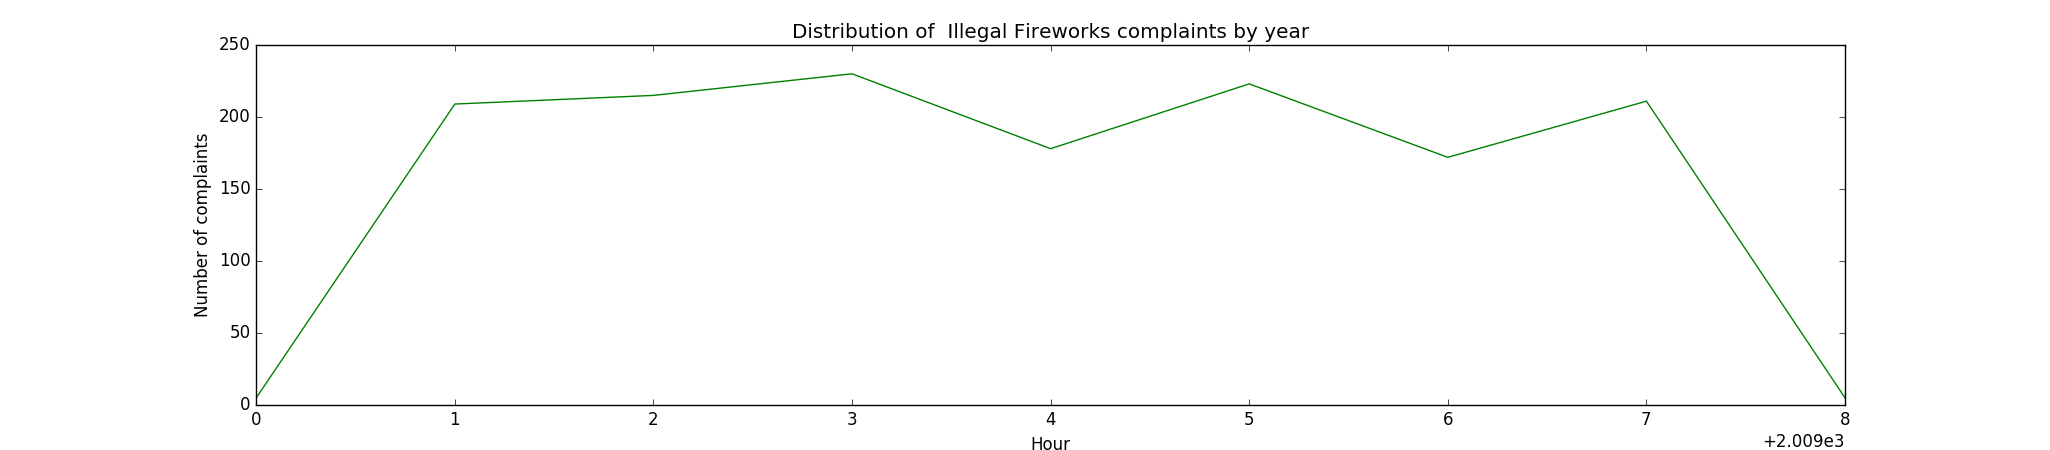 Distribution of  Illegal Fireworks complaints by year
250
200
150
100
50
0
Number of complaints
0 1 2 3 4 5 6 7 8
Hour
+2.009e3